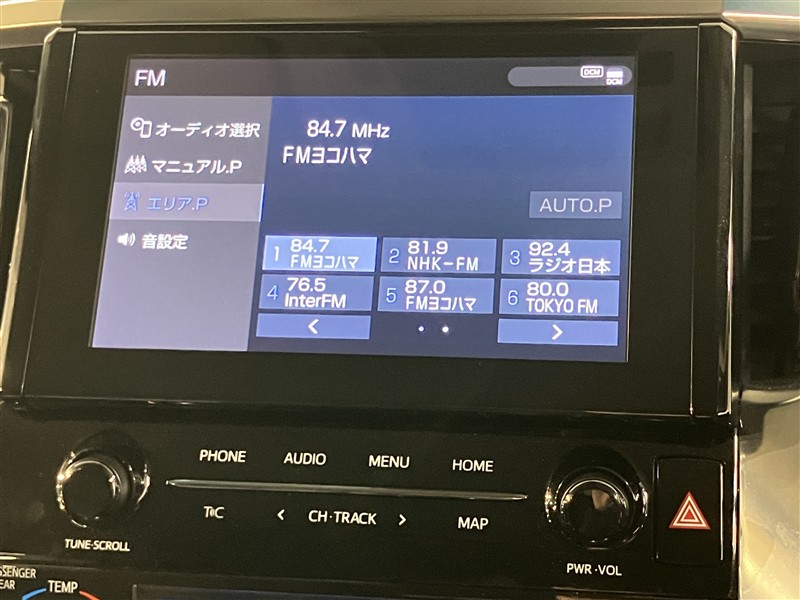 FM
DCM
DCM
オーディオ選択
マニュアル.P
エリア.P
音設定
84.7 MHz
FMヨコハマ
AUTO.P
1 84.7 FMヨコハマ
2 81.9 NHK-FM
3 92.4 ラジオ日本
4 76.5 InterFM
5 87.0 FMヨコハマ
6 80.0 TOKYO FM
<
>
PHONE
AUDIO
MENU
HOME
TUNE·SCROLL
T C
< CH·TRACK >
MAP
PWR·VOL
TEMP